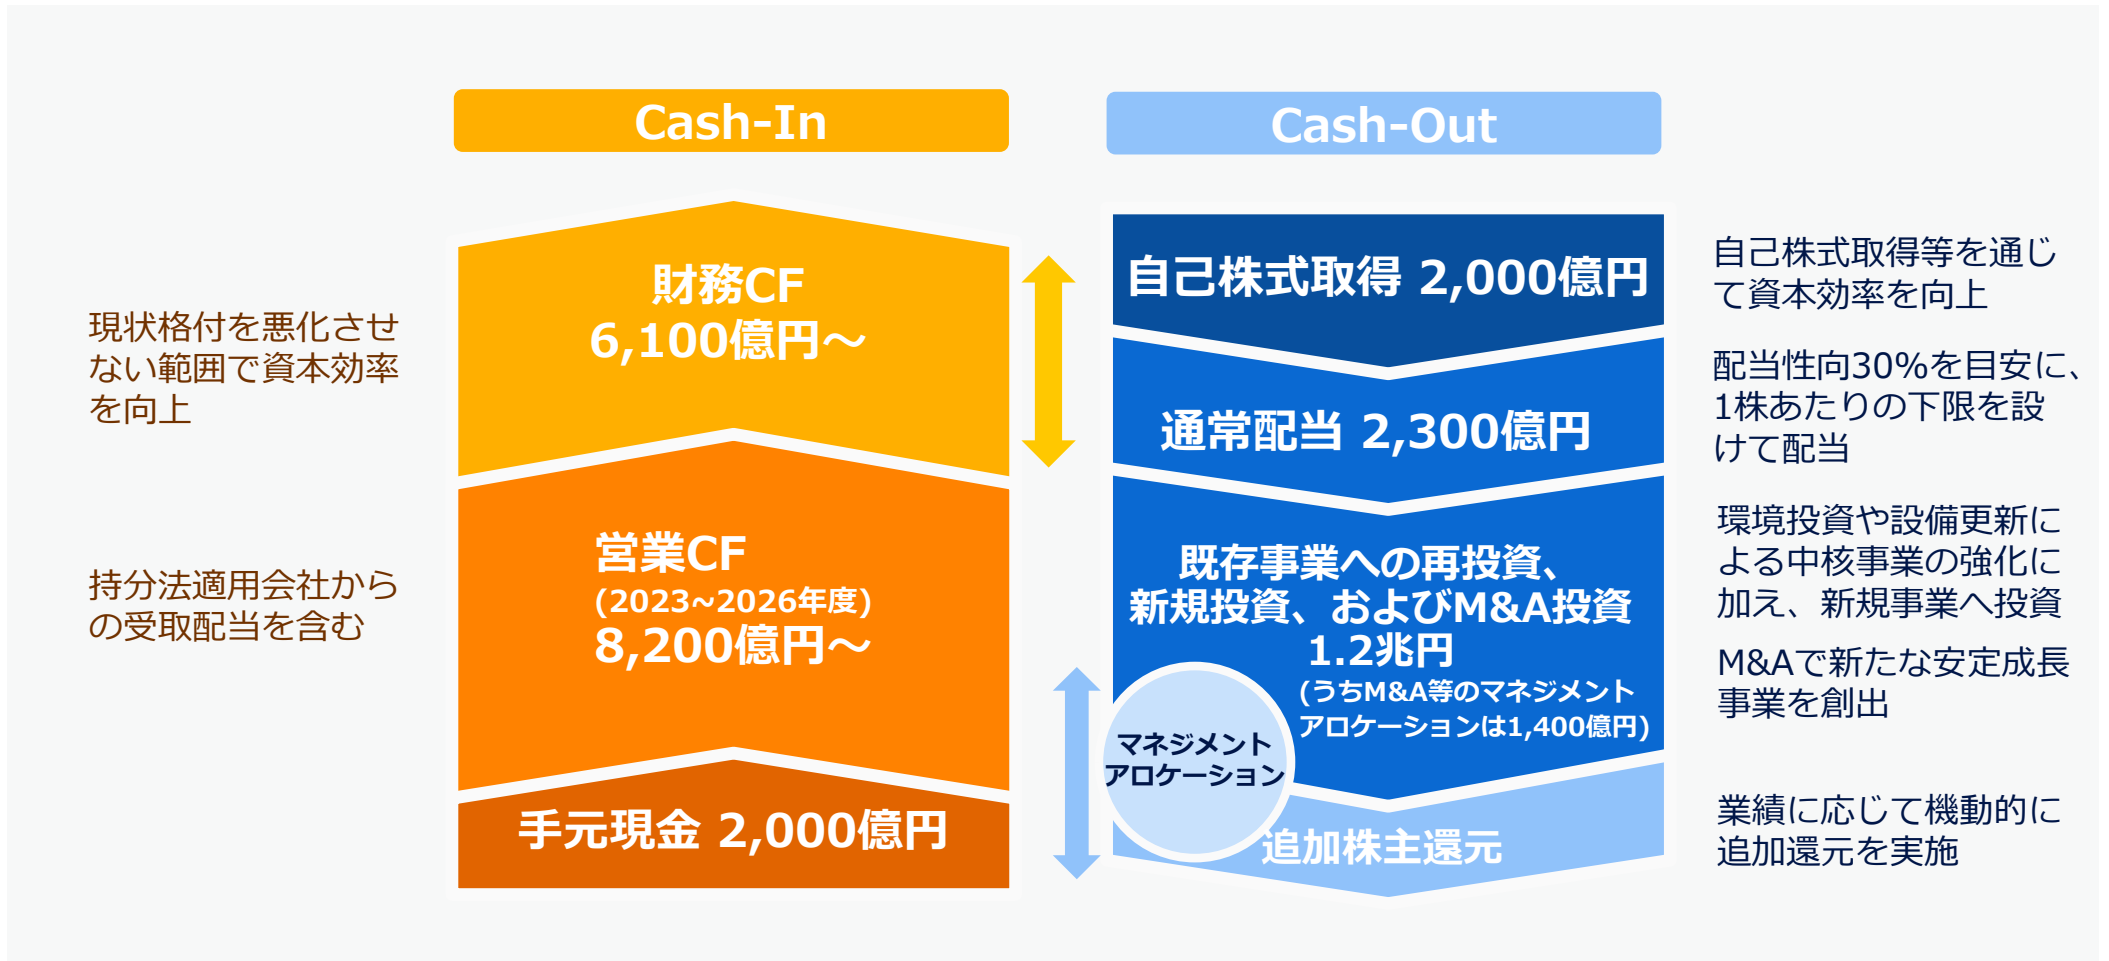 Cash-In
財務CF
6,100億円～
現状格付を悪化させ
ない範囲で資本効率
を向上
営業CF
(2023~2026年度)
8,200億円～
持分法適用会社から
の受取配当を含む
手元現金 2,000億円
Cash-Out
自己株式取得 2,000億円
自己株式取得等を通じ
て資本効率を向上
通常配当 2,300億円
配当性向30%を目安に、
1株あたりの下限を設
けて配当
既存事業への再投資、
新規投資、およびM&A投資
1.2兆円
(うちM&A等のマネジメント
アロケーションは1,400億円)
環境投資や設備更新に
よる中核事業の強化に
加え、新規事業へ投資
M&Aで新たな安定成長
事業を創出
マネジメント
アロケーション
追加株主還元
業績に応じて機動的に
追加還元を実施